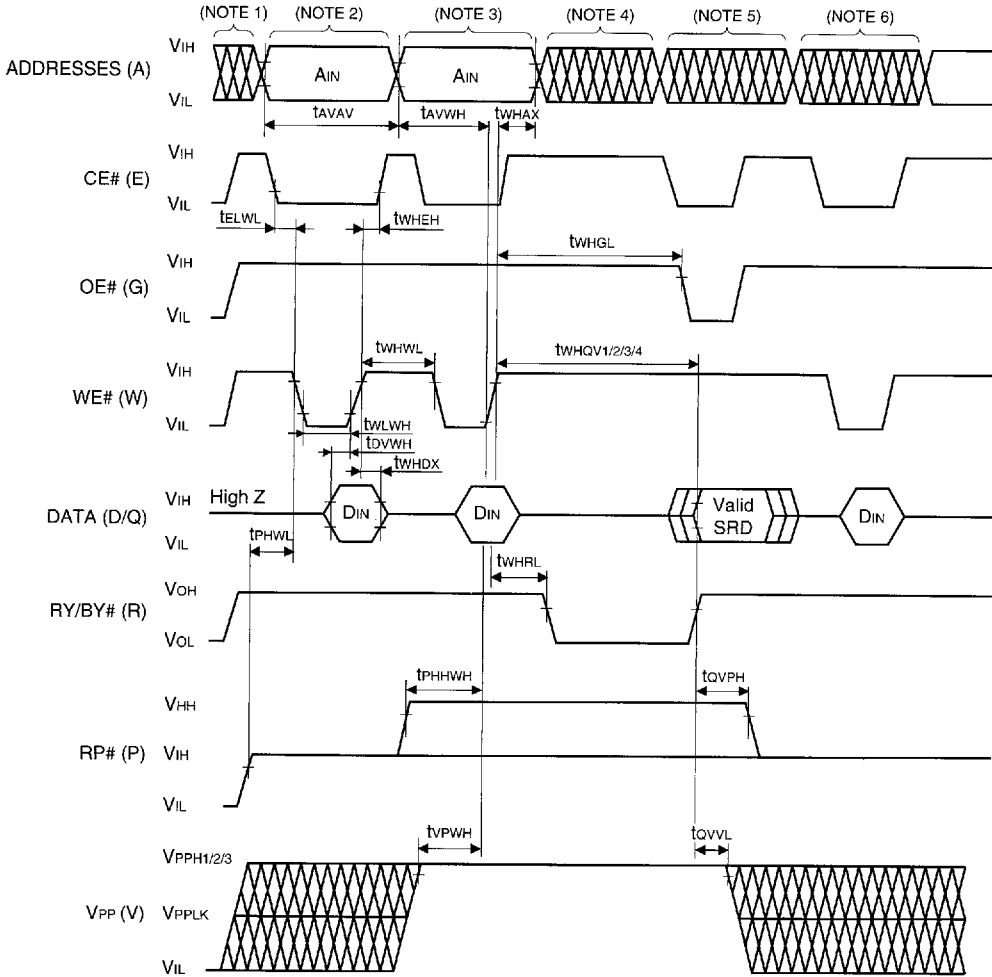 (NOTE 1) (NOTE 2) (NOTE 3) (NOTE 4) (NOTE 5) (NOTE 6)
ADDRESSES (A)
VIH
VIL
AIN AIN
tAVAV tAVWH tWHAX
CE# (E)
VIH
VIL
tELWL tWHEH
OE# (G)
VIH
VIL
tWHGL
WE# (W)
VIH
VIL
tWHWL tWHQV1/2/3/4
tWLWH
tDVWH
tWHDX
DATA (D/Q)
VIH
VIL
High Z
DIN DIN Valid SRD DIN
tPHWL tWHRL
RY/BY# (R)
VOH
VOL
tPHHWH tQVPH
RP# (P)
VHH
VIH
VIL
tVPWH tQVVL
VPP (V)
VPPH1/2/3
VPPLK
VIL